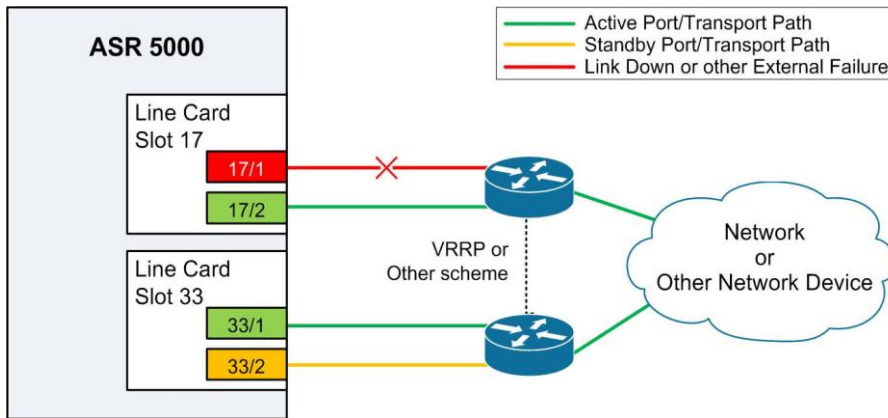 ASR 5000
Active Port/Transport Path
Standby Port/Transport Path
Link Down or other External Failure
Line Card
Slot 17
17/1
17/2
VRRP or
Other scheme
Network
or
Other Network Device
Line Card
Slot 33
33/1
33/2